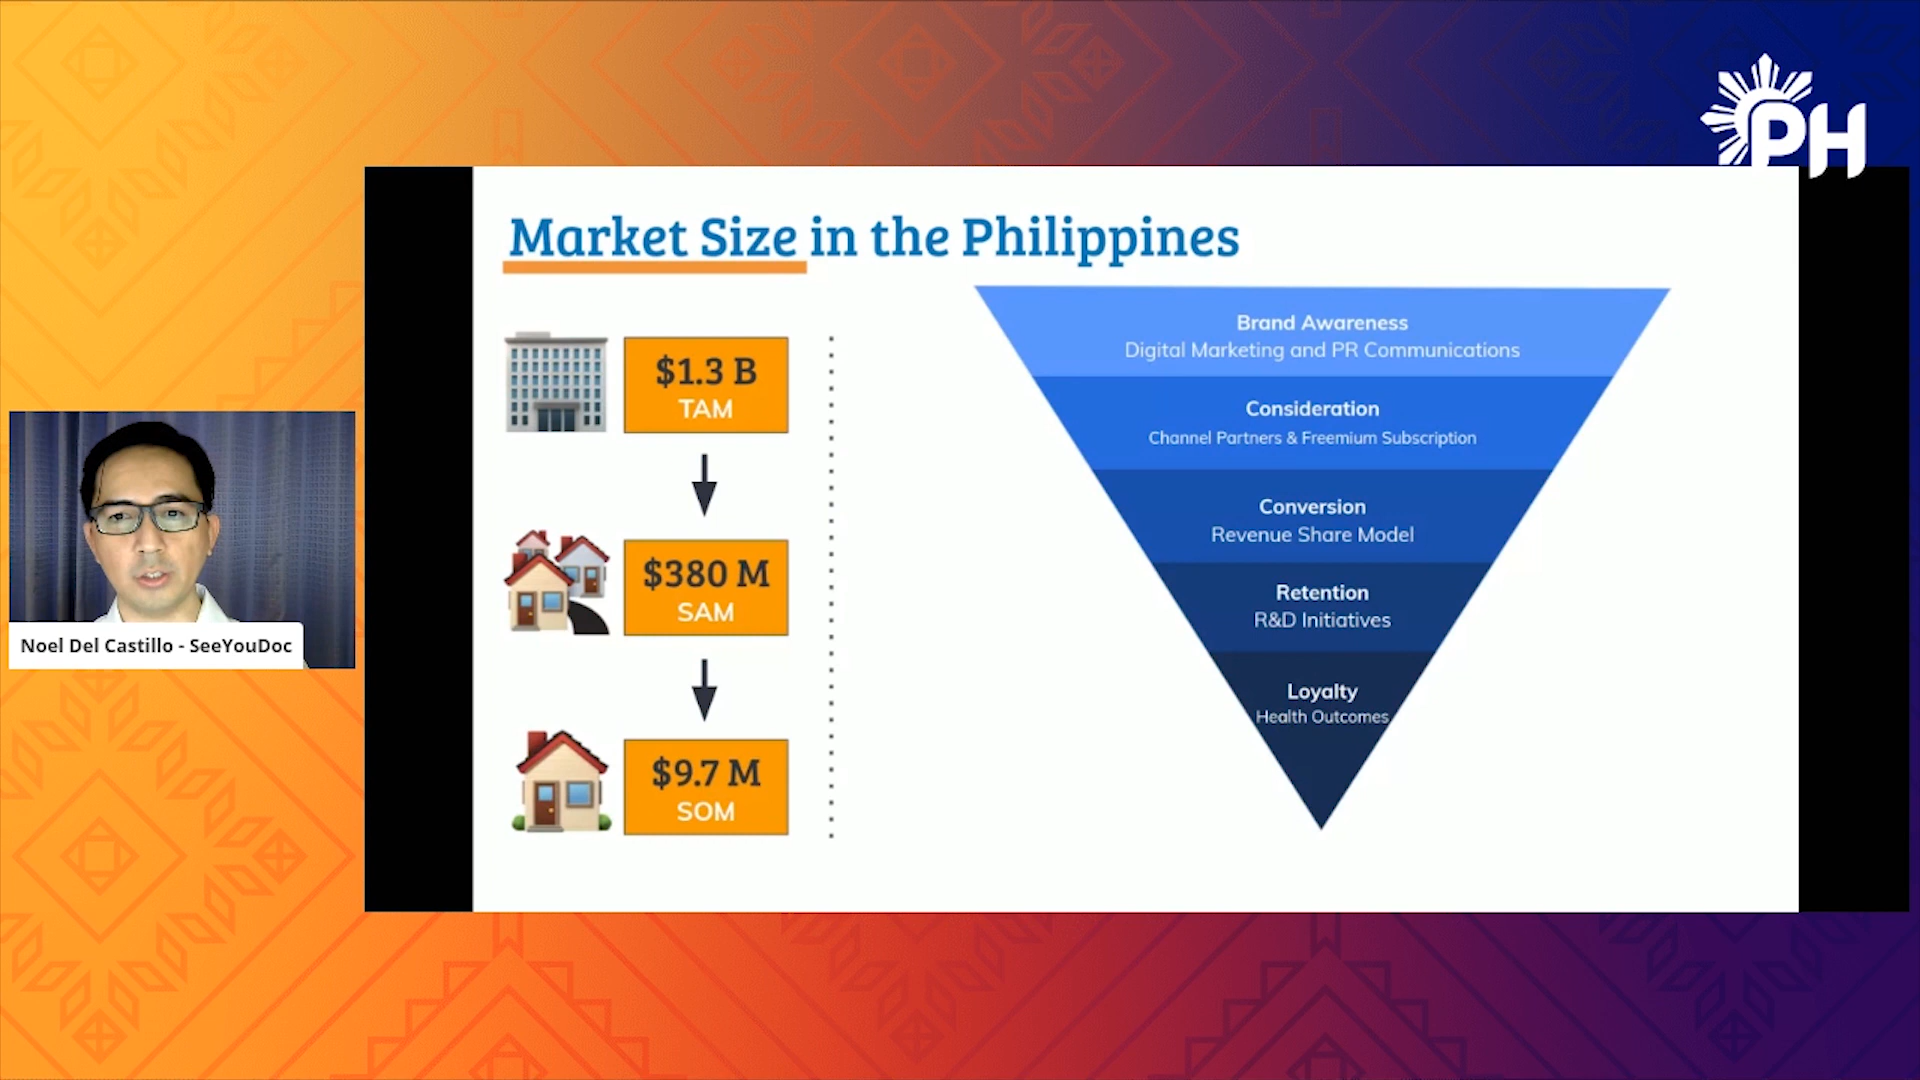 PH
Market Size in the Philippines
$1.3 B
TAM
$380 M
SAM
$9.7 M
SOM
Brand Awareness
Digital Marketing and PR Communications
Consideration
Channel Partners & Freemium Subscription
Conversion
Revenue Share Model
Retention
R&D Initiatives
Loyalty
Health Outcomes
Noel Del Castillo - SeeYouDoc